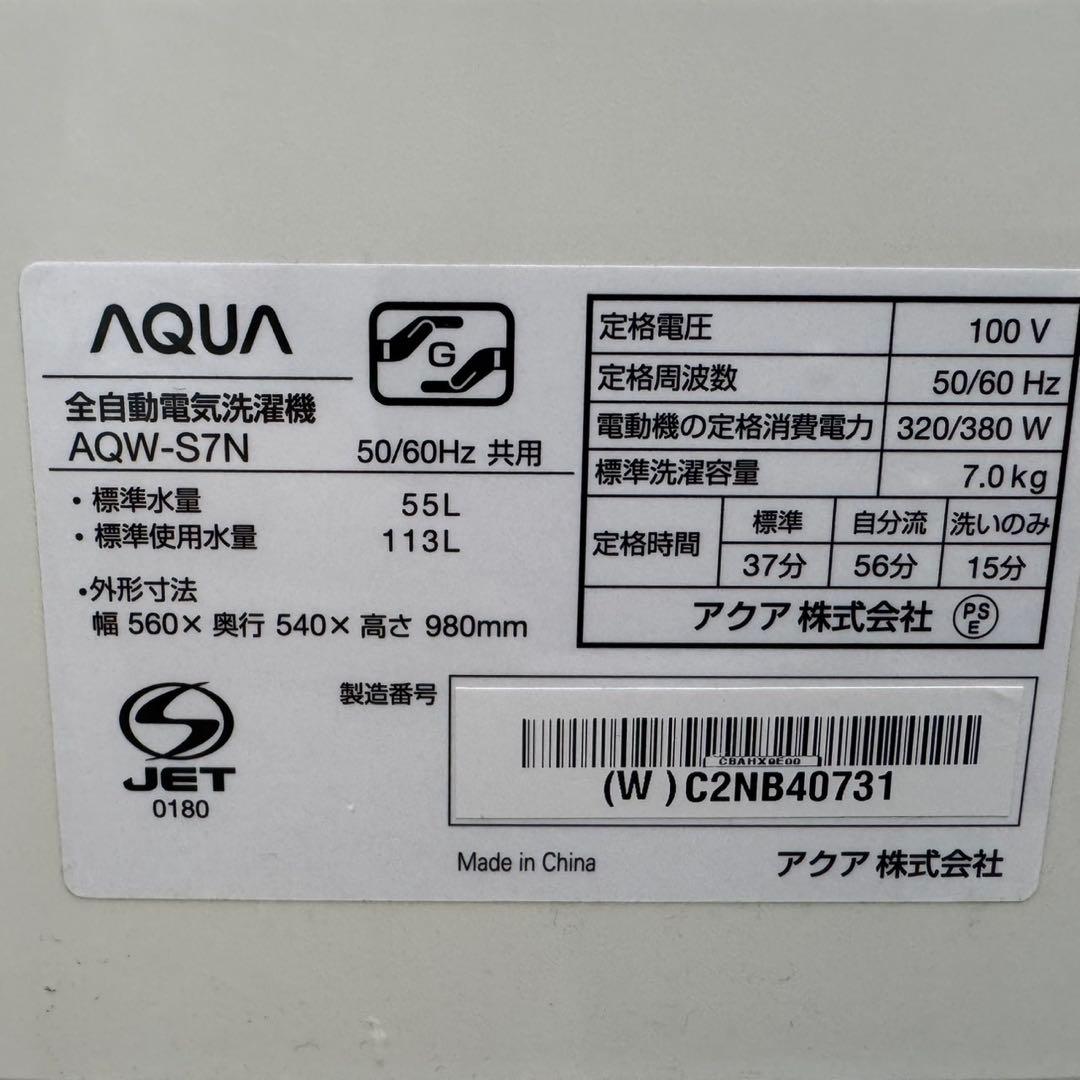 AQUA
全自動電気洗濯機
AQW-S7N
G
50/60Hz 共用
・標準水量 55L
・標準使用水量 113L
・外形寸法
幅 560× 奥行 540× 高さ 980mm
定格電圧 100 V
定格周波数 50/60 Hz
電動機の定格消費電力 320/380 W
標準洗濯容量 7.0kg
定格時間 標準 自分流 洗いのみ
37分 56分 15分
アクア 株式会社 PSE
JET
0180
製造番号
CBAHXQE00
(W)C2NB40731
Made in China
アクア 株式会社